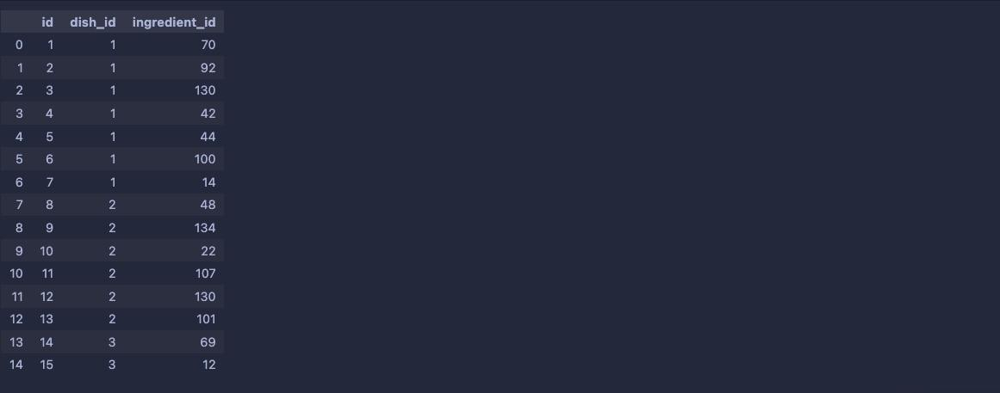 id dish_id ingredient_id
0 1 1 70
1 2 1 92
2 3 1 130
3 4 1 42
4 5 1 44
5 6 1 100
6 7 1 14
7 8 2 48
8 9 2 134
9 10 2 22
10 11 2 107
11 12 2 130
12 13 2 101
13 14 3 69
14 15 3 12